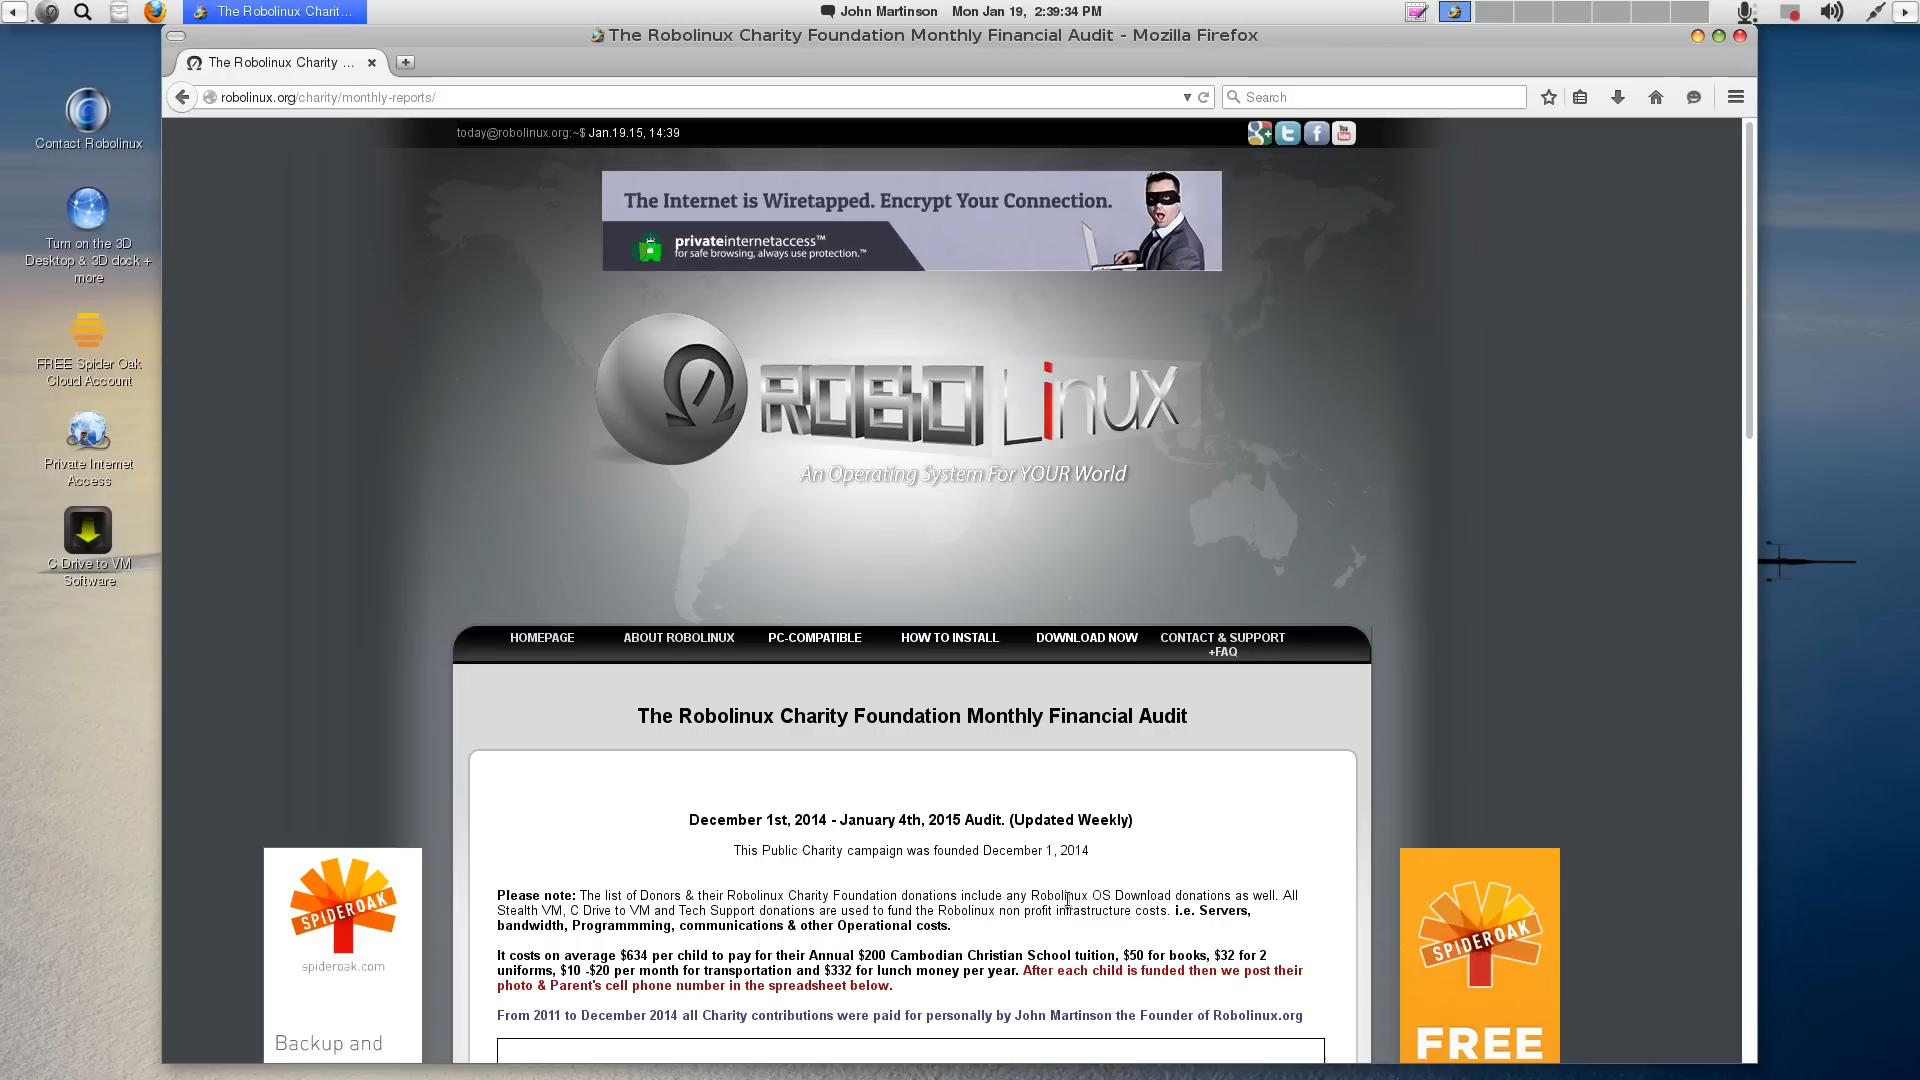 The Robolinux Charit...
John Martinson Mon Jan 19, 2:39:34 PM
The Robolinux Charity Foundation Monthly Financial Audit - Mozilla Firefox
The Robolinux Charity ...
robolinux.org/charity/monthly-reports/
Search
Contact Robolinux
Turn on the 3D
Desktop & 3D dock +
more
FREE Spider Oak
Cloud Account
Private Internet
Access
C Drive to VM
Software
today@robolinux.org:~$ Jan.19.15, 14:39
The Internet is Wiretapped. Encrypt Your Connection.
privateinternetaccess™
for safe browsing, always use protection.™
ROBO Linux
An Operating System For YOUR World
HOMEPAGE
ABOUT ROBOLINUX
PC-COMPATIBLE
HOW TO INSTALL
DOWNLOAD NOW
CONTACT & SUPPORT
+FAQ
The Robolinux Charity Foundation Monthly Financial Audit
December 1st, 2014 - January 4th, 2015 Audit. (Updated Weekly)
This Public Charity campaign was founded December 1, 2014
Please note: The list of Donors & their Robolinux Charity Foundation donations include any Robolinux OS Download donations as well. All
Stealth VM, C Drive to VM and Tech Support donations are used to fund the Robolinux non profit infrastructure costs. i.e. Servers,
bandwidth, Programmming, communications & other Operational costs.
It costs on average $634 per child to pay for their Annual $200 Cambodian Christian School tuition, $50 for books, $32 for 2
uniforms, $10 -$20 per month for transportation and $332 for lunch money per year. After each child is funded then we post their
photo & Parent's cell phone number in the spreadsheet below.
From 2011 to December 2014 all Charity contributions were paid for personally by John Martinson the Founder of Robolinux.org
SPIDEROAK
spideroak.com
Backup and
SPIDEROAK
FREE